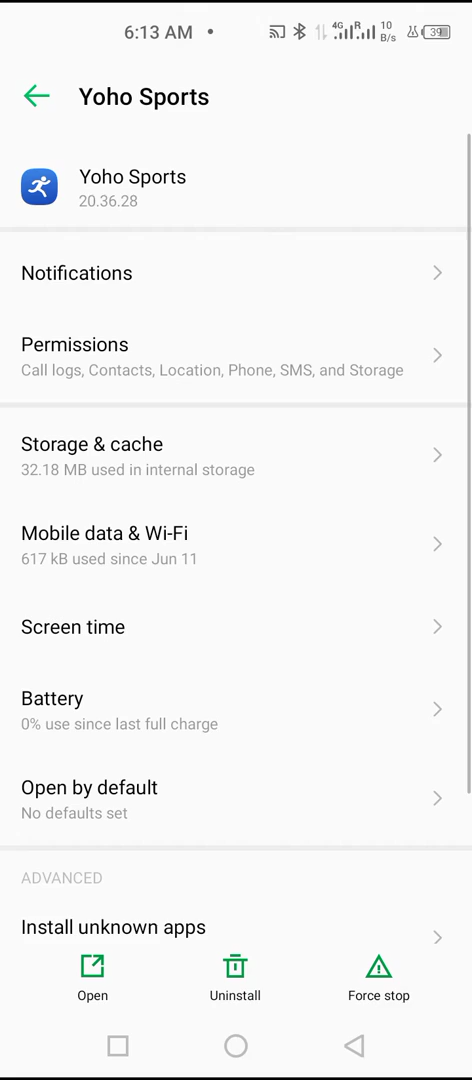 6:13 AM •
4G R 10 B/s 39
Yoho Sports
Yoho Sports
20.36.28
Notifications
Permissions
Call logs, Contacts, Location, Phone, SMS, and Storage
Storage & cache
32.18 MB used in internal storage
Mobile data & Wi-Fi
617 kB used since Jun 11
Screen time
Battery
0% use since last full charge
Open by default
No defaults set
ADVANCED
Install unknown apps
Open Uninstall Force stop